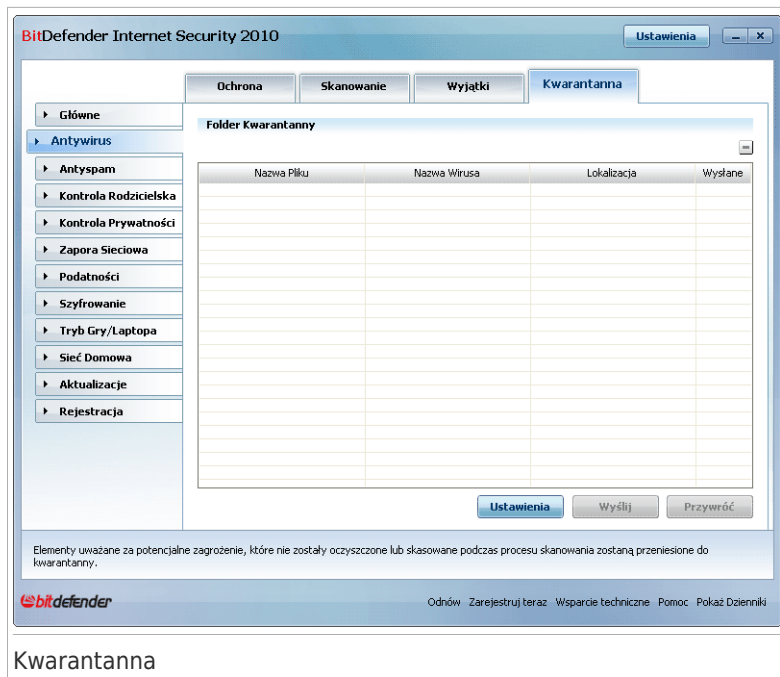 BitDefender Internet Security 2010
Ustawienia
Ochrona Skanowanie Wyjątki Kwarantanna
Główne
Antywirus
Antyspam
Kontrola Rodzicielska
Kontrola Prywatności
Zapora Sieciowa
Podatności
Szyfrowanie
Tryb Gry/Laptopa
Sieć Domowa
Aktualizacje
Rejestracja
Folder Kwarantanny
Nazwa Pliku Nazwa Wirusa Lokalizacja Wysłane
Ustawienia Wyślij Przywróć
Elementy uważane za potencjalne zagrożenie, które nie zostały oczyszczone lub skasowane podczas procesu skanowania zostaną przeniesione do
kwarantanny.
bitdefender
Odnów Zarejestruj teraz Wsparcie techniczne Pomoc Pokaż Dzienniki
Kwarantanna